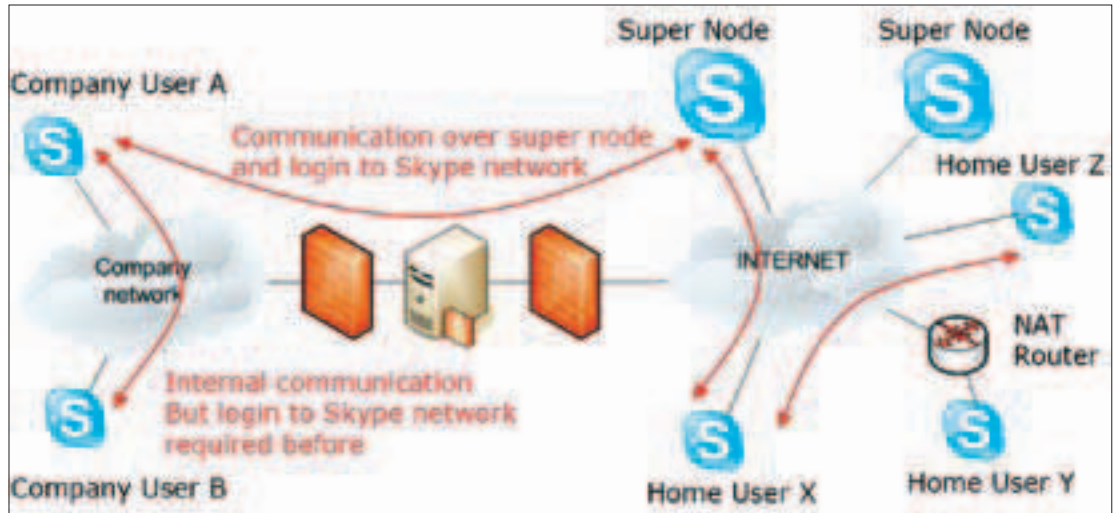 Super Node
Super Node
Company User A
Communication over super node
and login to Skype network
Home User Z
Company
network
INTERNET
NAT
Router
Internal communication
But login to Skype network
required before
Company User B
Home User X
Home User Y
S
S
S
S
S
S
S